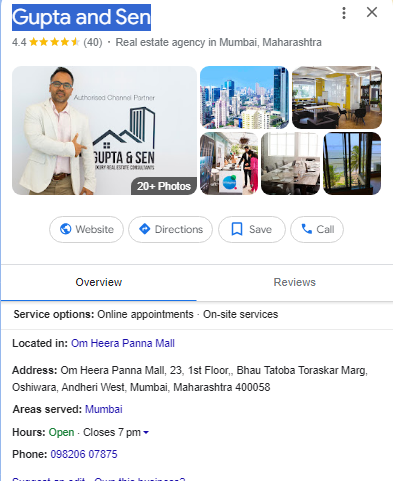 Gupta and Sen
4.4 (40) · Real estate agency in Mumbai, Maharashtra
Authorised Channel Partner
GUPTA & SEN
LUXURY REAL ESTATE CONSULTANTS
20+ Photos
Website Directions Save Call
Overview Reviews
Service options: Online appointments · On-site services
Located in: Om Heera Panna Mall
Address: Om Heera Panna Mall, 23, 1st Floor,, Bhau Tatoba Toraskar Marg,
Oshiwara, Andheri West, Mumbai, Maharashtra 400058
Areas served: Mumbai
Hours: Open · Closes 7 pm
Phone: 098206 07875
Suggest an edit · Own this business?